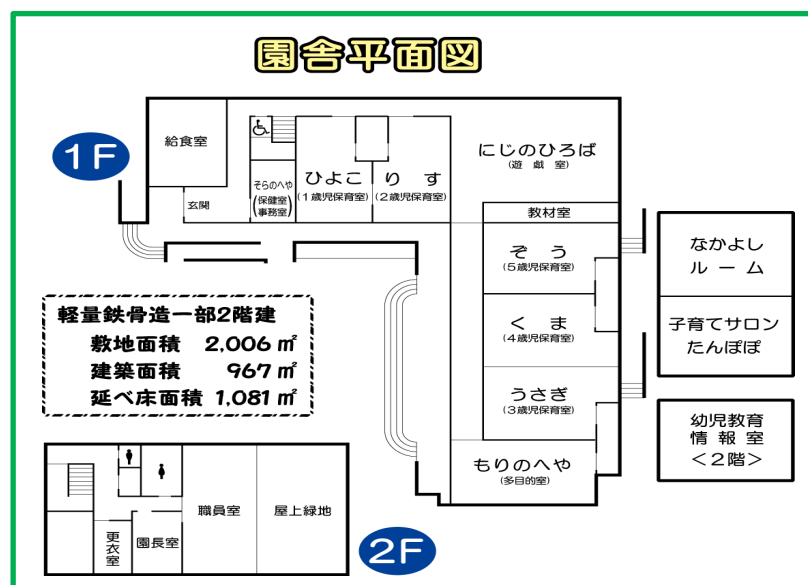 園舎平面図
1F
給食室
玄関
そらのへや
(保健室
事務室)
ひよこ
(1歳児保育室)
りす
(2歳児保育室)
にじのひろば
(遊戯室)
教材室
ぞう
(5歳児保育室)
くま
(4歳児保育室)
うさぎ
(3歳児保育室)
もりのへや
(多目的室)
なかよし
ルーム
子育てサロン
たんぽぽ
幼児教育
情報室
<2階>
軽量鉄骨造一部2階建
敷地面積 2,006㎡
建築面積 967㎡
延べ床面積 1,081㎡
更衣室
園長室
職員室
屋上緑地
2F